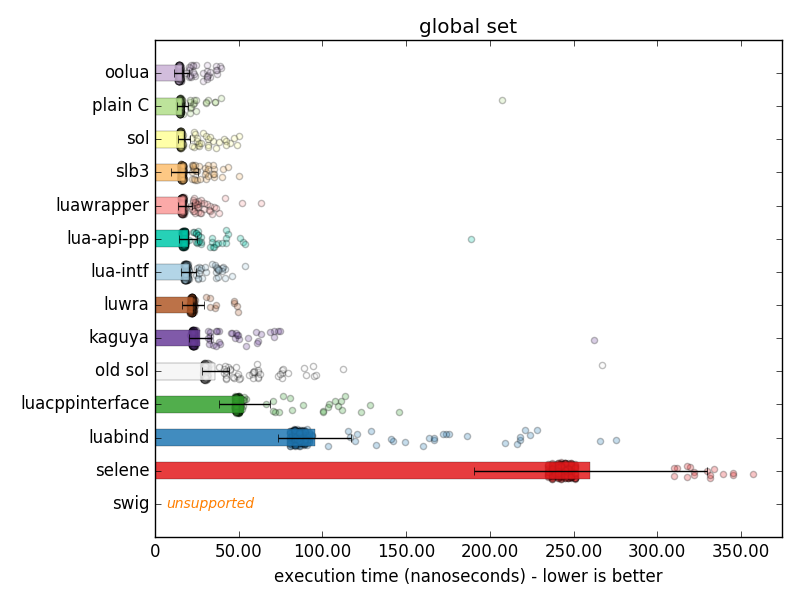 global set
oolua
plain C
sol
slb3
luawrapper
lua-api-pp
lua-intf
luwra
kaguya
old sol
luacppinterface
luabind
selene
swig unsupported
0 50.00 100.00 150.00 200.00 250.00 300.00 350.00
execution time (nanoseconds) - lower is better